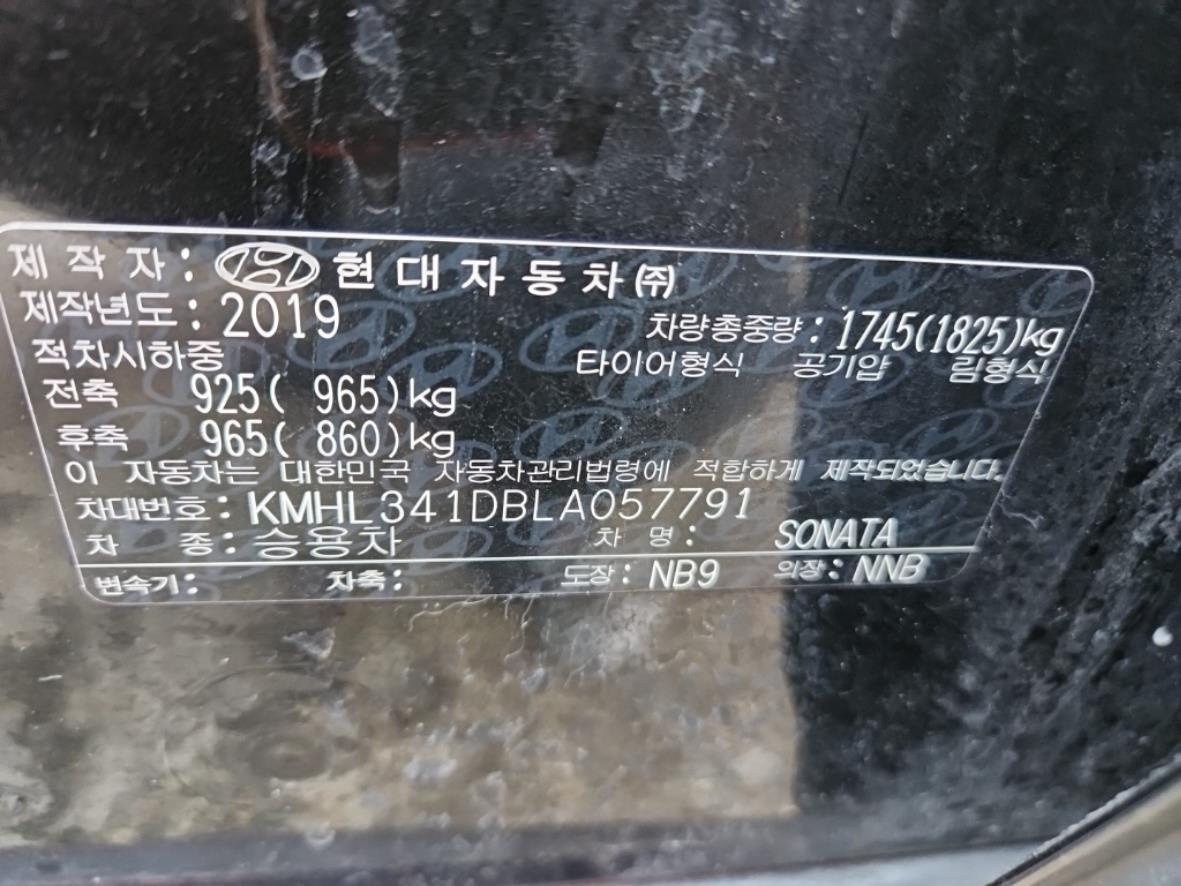 제 작 자 : 현대자동차㈜
제작년도 : 2019
차량총중량 : 1745(1825)kg
적차시하중
타이어형식 공기압 림형식
전축 925( 965)kg
후축 965( 860)kg
이 자동차는 대한민국 자동차관리법령에 적합하게 제작되었습니다.
차대번호 : KMHL341DBLA057791
차 종 : 승용차 차 명 : SONATA
변속기 : 차축 : 도장 : NB9 의장 : NNB